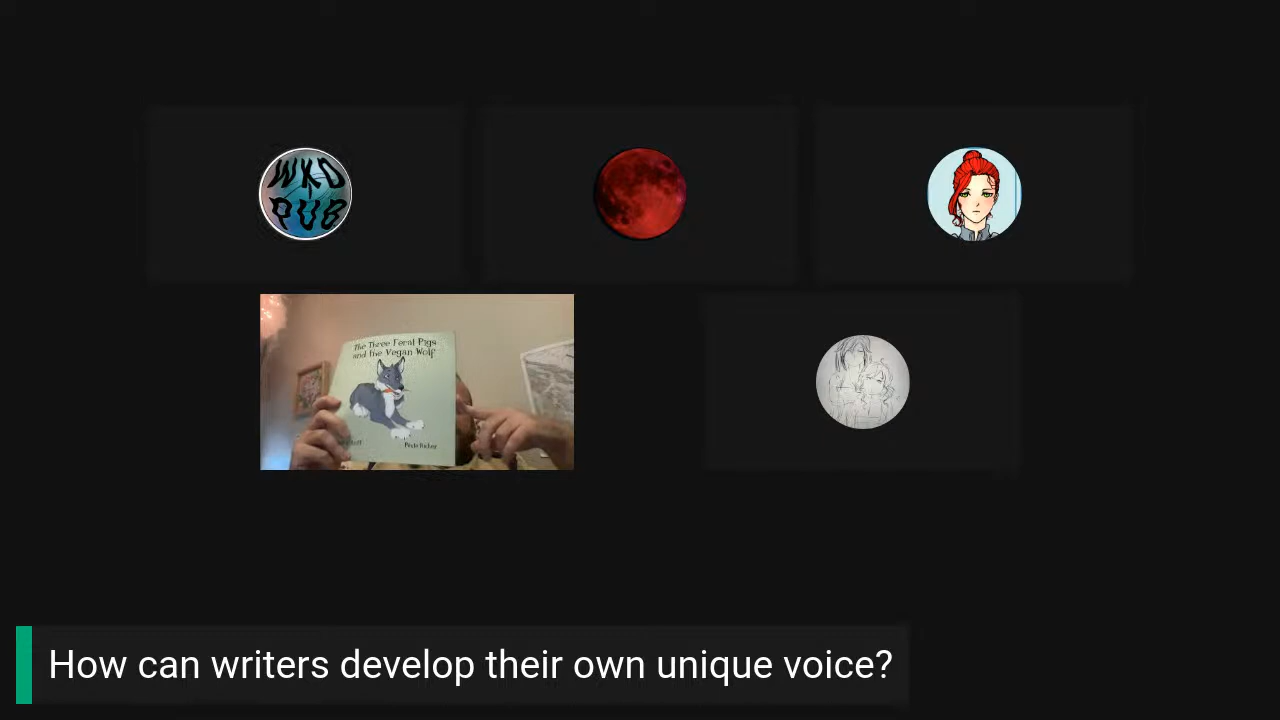 WKD
PUB
The Three Feral Pigs
and the Vegan Wolf
How can writers develop their own unique voice?